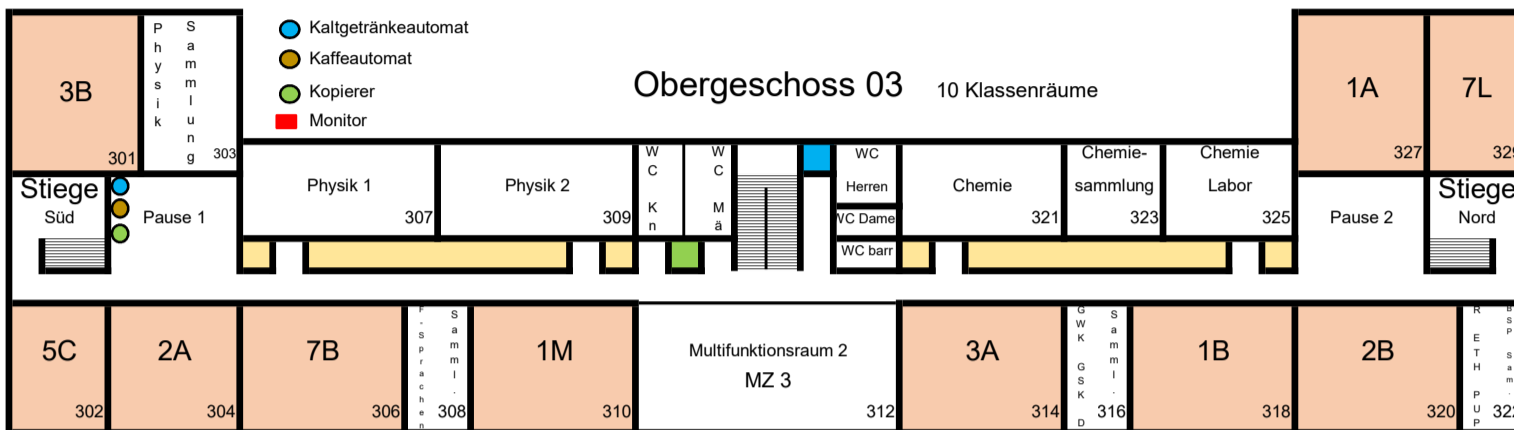 Obergeschoss 03 10 Klassenräume
Kaltgetränkeautomat
Kaffeautomat
Kopierer
Monitor
3B
301
Physik
Sammlung
303
1A
327
7L
329
Stiege
Süd
Pause 1
Physik 1
307
Physik 2
309
WC Kn
WC Mä
WC
Herren
WC Dame
WC barr
Chemie
321
Chemie-
sammlung
323
Chemie
Labor
325
Pause 2
Stiege
Nord
5C
302
2A
304
7B
306
F-Sprachen
Samml.
308
1M
310
Multifunktionsraum 2
MZ 3
312
3A
314
GWK GSK D
Samml.
316
1B
318
2B
320
R ETH PUP
BSP Sam.
322